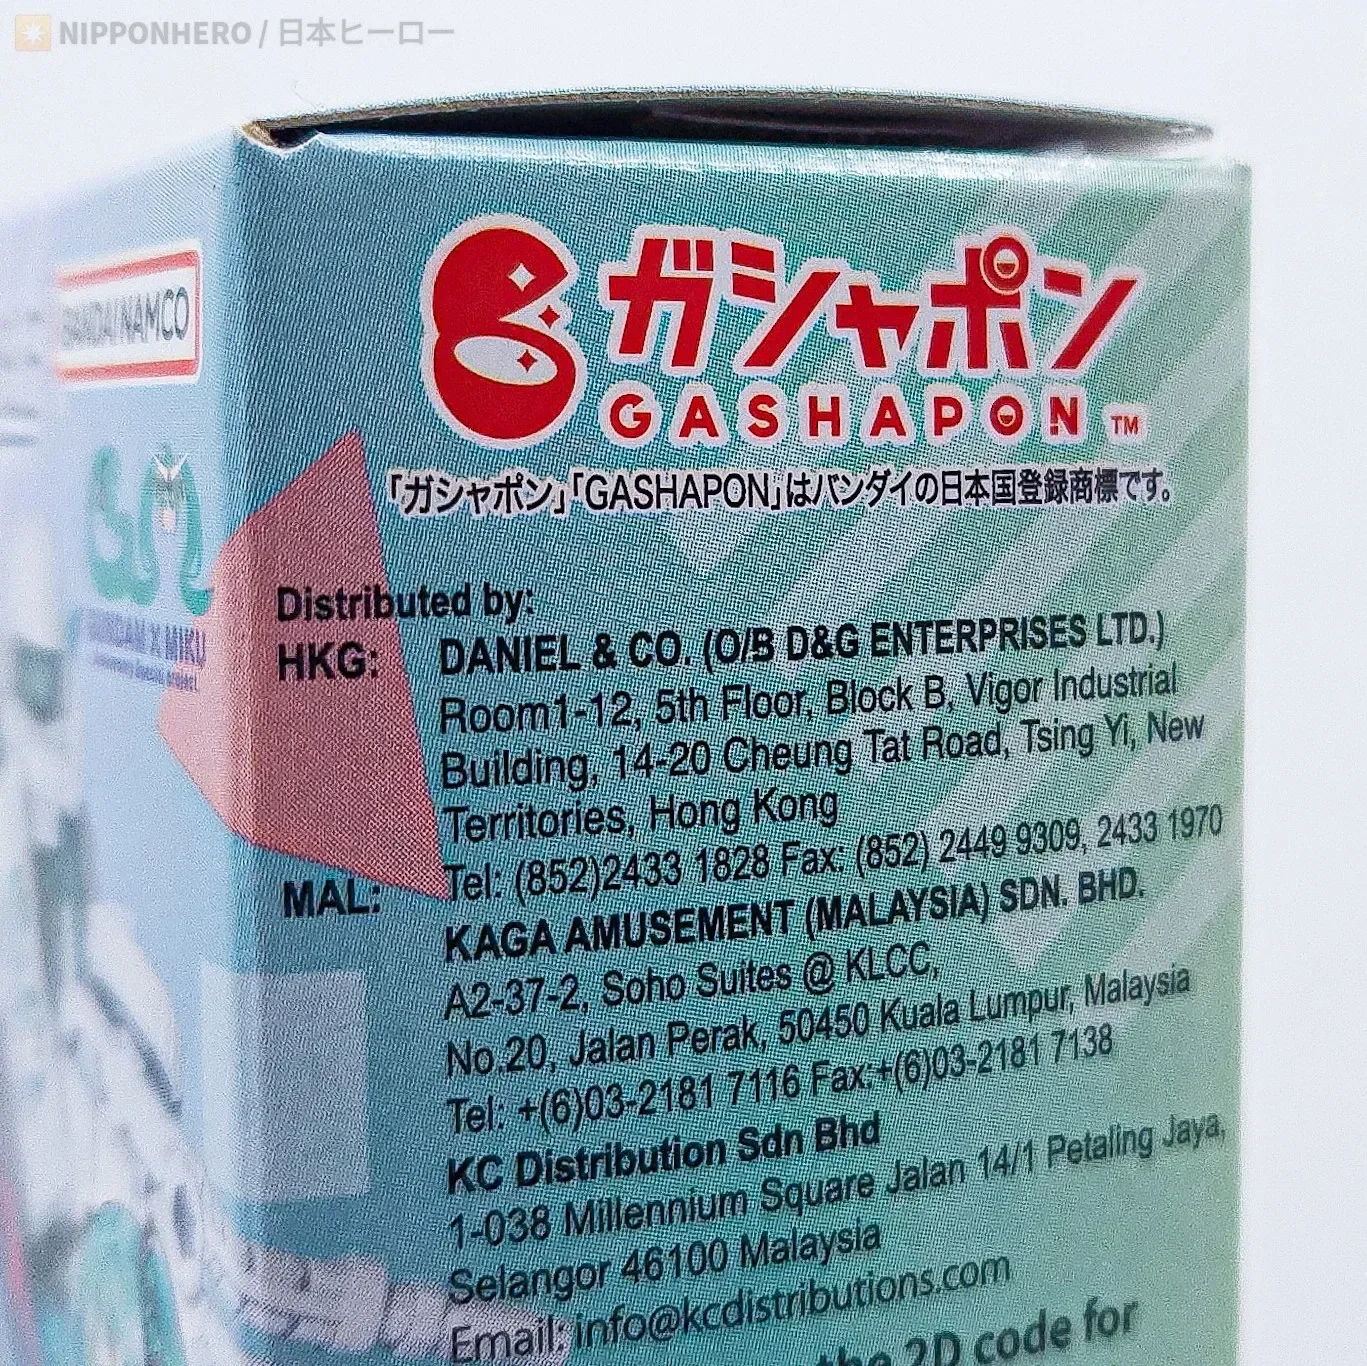 NIPPONHERO / 日本ヒーロー
BANDAI NAMCO
ガシャポン
GASHAPON TM
「ガシャポン」「GASHAPON」はバンダイの日本国登録商標です。
GUNDAM X MIKU
Distributed by:
HKG: DANIEL & CO. (O/B D&G ENTERPRISES LTD.)
Room1-12, 5th Floor, Block B, Vigor Industrial
Building, 14-20 Cheung Tat Road, Tsing Yi, New
Territories, Hong Kong
Tel: (852)2433 1828 Fax: (852) 2449 9309, 2433 1970
MAL: KAGA AMUSEMENT (MALAYSIA) SDN. BHD.
A2-37-2, Soho Suites @ KLCC,
No.20, Jalan Perak, 50450 Kuala Lumpur, Malaysia
Tel: +(6)03-2181 7116 Fax:+(6)03-2181 7138
KC Distribution Sdn Bhd
1-038 Millennium Square Jalan 14/1 Petaling Jaya,
Selangor 46100 Malaysia
Email: info@kcdistributions.com
the 2D code for